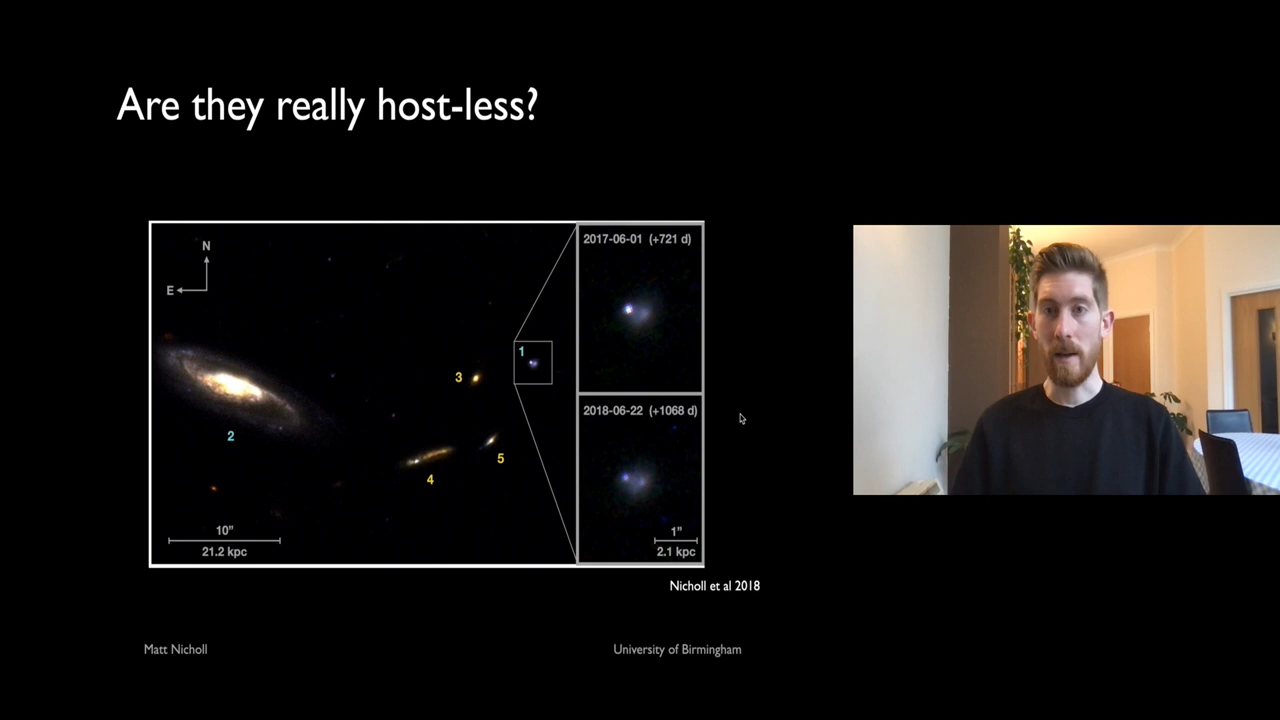 Are they really host-less?
N
E
2017-06-01 (+721 d)
1
3
2
5
4
2018-06-22 (+1068 d)
10"
21.2 kpc
1"
2.1 kpc
Nicholl et al 2018
Matt Nicholl
University of Birmingham